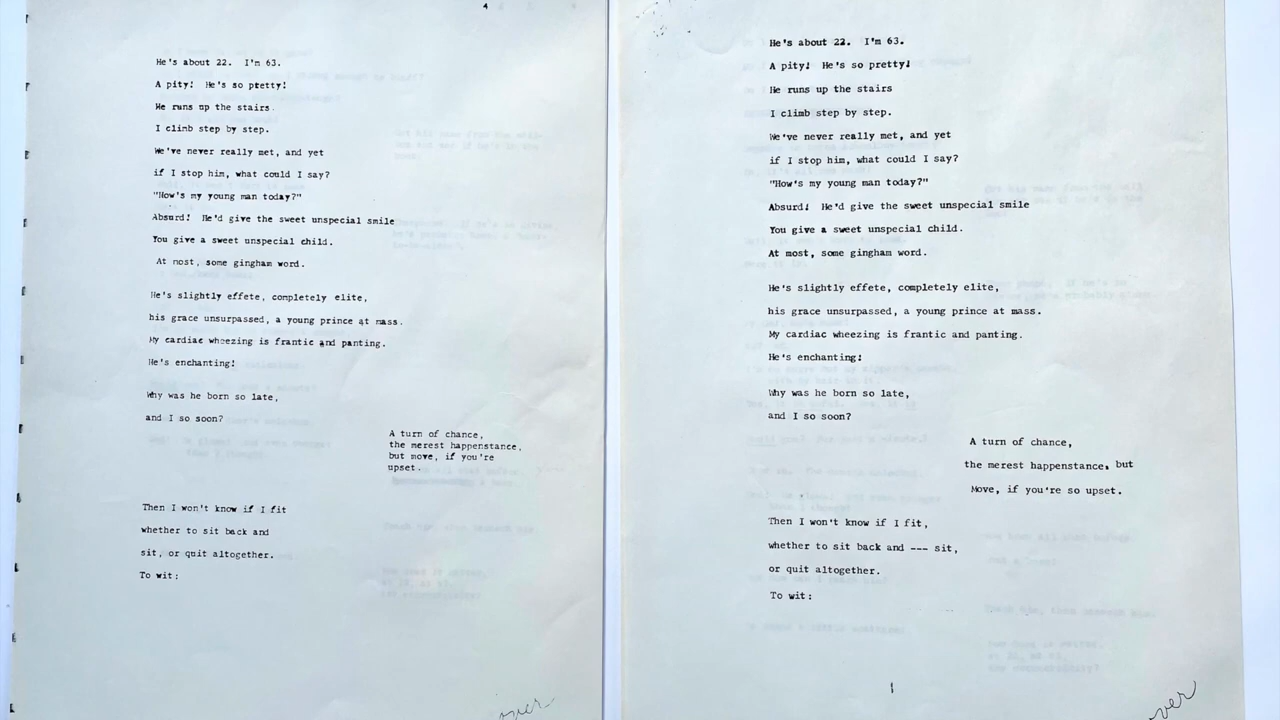 4
He's about 22.  I'm 63.
A pity!  He's so pretty!
He runs up the stairs
I climb step by step.
We've never really met, and yet
if I stop him, what could I say?
"How's my young man today?"
Absurd!  He'd give the sweet unspecial smile
You give a sweet unspecial child.
At most, some gingham word.
He's slightly effete, completely elite,
his grace unsurpassed, a young prince at mass.
My cardiac wheezing is frantic and panting.
He's enchanting!
Why was he born so late,
and I so soon?
A turn of chance,
the merest happenstance,
but move, if you're
upset.
Then I won't know if I fit
whether to sit back and
sit, or quit altogether.
To wit:
over
He's about 22.  I'm 63.
A pity!  He's so pretty!
He runs up the stairs
I climb step by step.
We've never really met, and yet
if I stop him, what could I say?
"How's my young man today?"
Absurd!  He'd give the sweet unspecial smile
You give a sweet unspecial child.
At most, some gingham word.
He's slightly effete, completely elite,
his grace unsurpassed, a young prince at mass.
My cardiac wheezing is frantic and panting.
He's enchanting!
Why was he born so late,
and I so soon?
A turn of chance,
the merest happenstance, but
Move, if you're so upset.
Then I won't know if I fit,
whether to sit back and --- sit,
or quit altogether.
To wit:
over